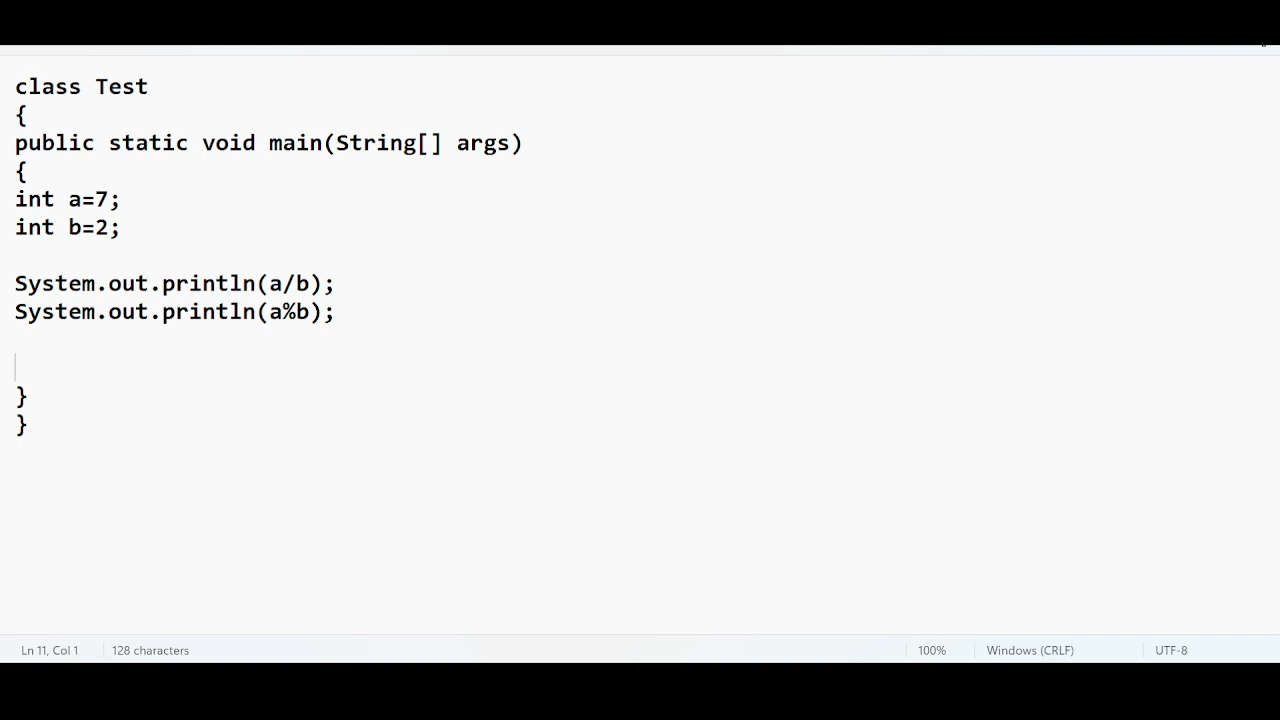 class Test
{
public static void main(String[] args)
{
int a=7;
int b=2;
System.out.println(a/b);
System.out.println(a%b);
}
}
Ln 11, Col 1 128 characters 100% Windows (CRLF) UTF-8